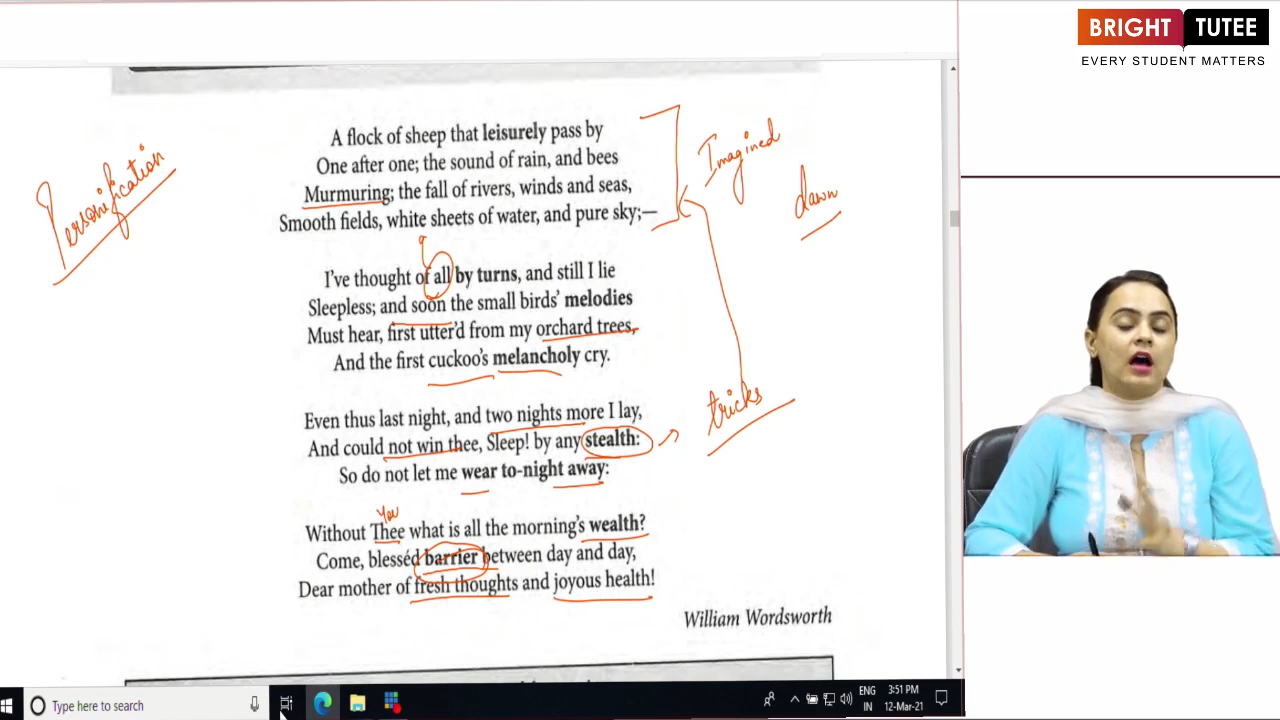 BRIGHT TUTEE
EVERY STUDENT MATTERS
Personification
A flock of sheep that leisurely pass by
One after one; the sound of rain, and bees
Murmuring; the fall of rivers, winds and seas,
Smooth fields, white sheets of water, and pure sky;—
Imagined
dawn
I've thought of all by turns, and still I lie
Sleepless; and soon the small birds' melodies
Must hear, first utter'd from my orchard trees,
And the first cuckoo's melancholy cry.
Even thus last night, and two nights more I lay,
And could not win thee, Sleep! by any stealth:
So do not let me wear to-night away:
tricks
You
Without Thee what is all the morning's wealth?
Come, blesséd barrier between day and day,
Dear mother of fresh thoughts and joyous health!
William Wordsworth
Type here to search
ENG
IN
3:51 PM
12-Mar-21